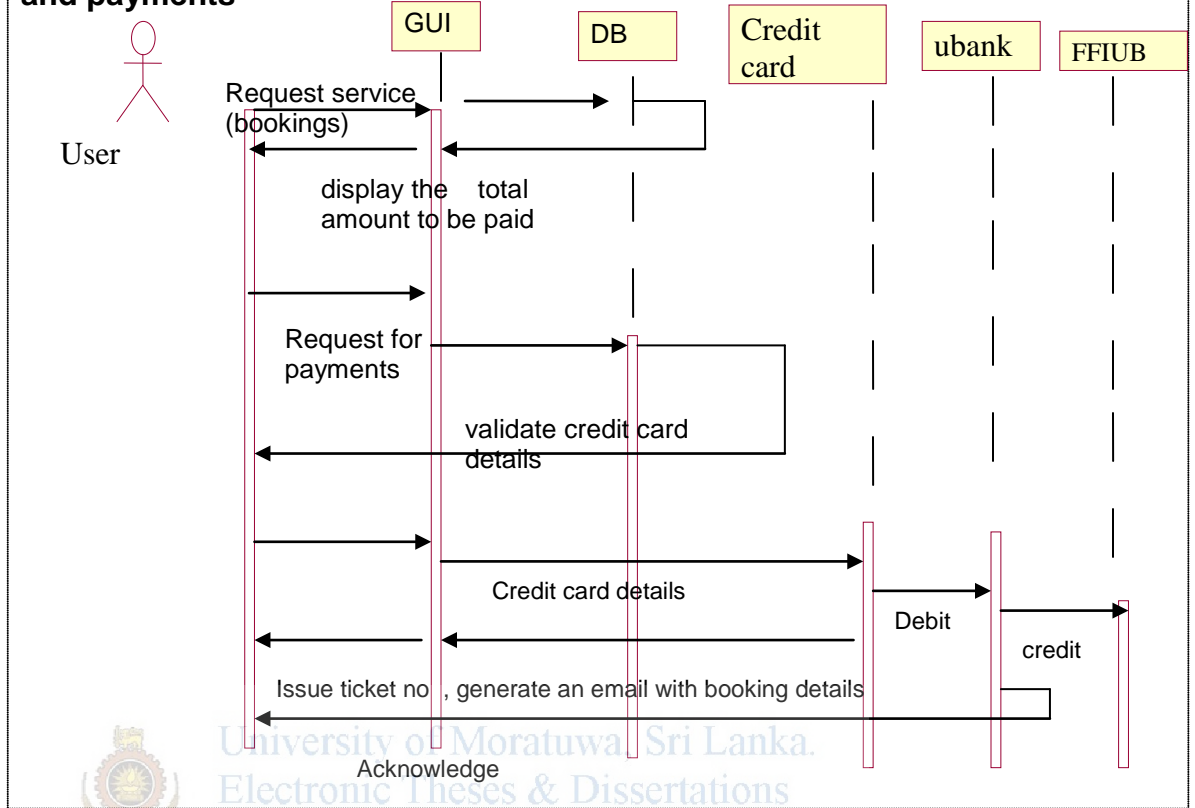 and payments
GUI
DB
Credit
card
ubank
FFIUB
User
Request service
(bookings)
display the total
amount to be paid
Request for
payments
validate credit card
details
Credit card details
Debit
credit
Issue ticket no , generate an email with booking details
Acknowledge
University of Moratuwa, Sri Lanka.
Electronic Theses & Dissertations